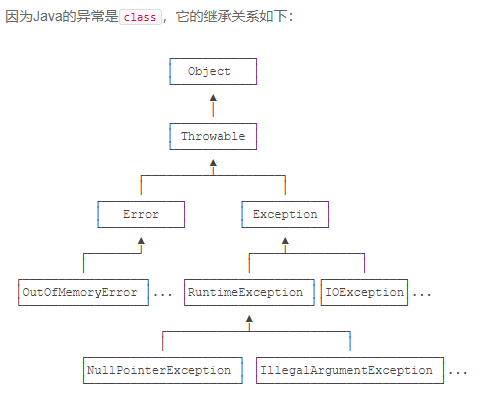 因为Java的异常是class，它的继承关系如下：
Object
Throwable
Error Exception
OutOfMemoryError ... RuntimeException IOException ...
NullPointerException IllegalArgumentException ...